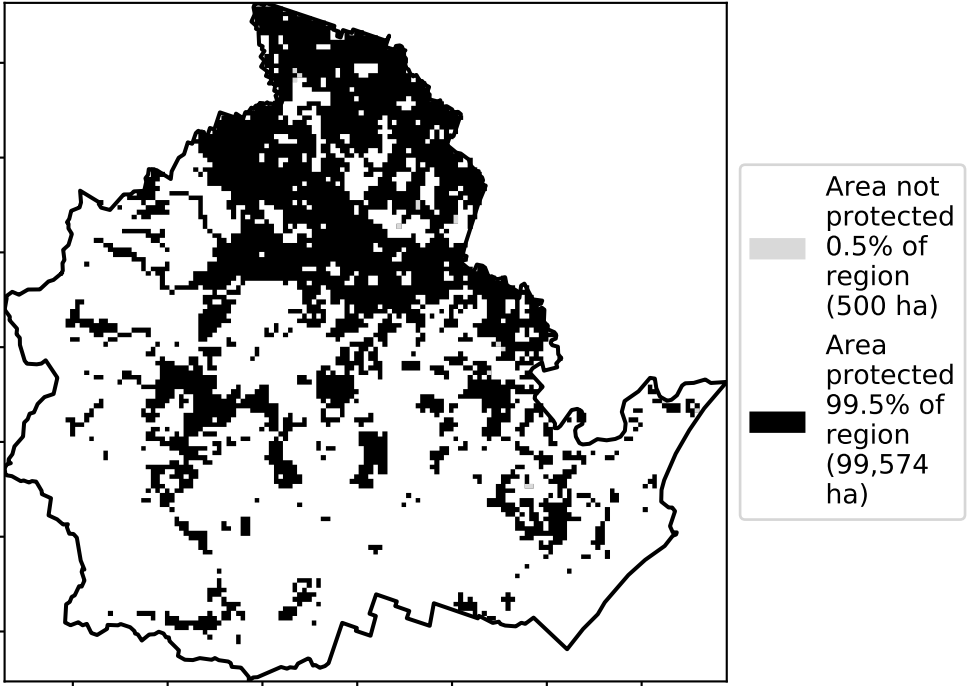 Area not
protected
0.5% of
region
(500 ha)
Area
protected
99.5% of
region
(99,574
ha)